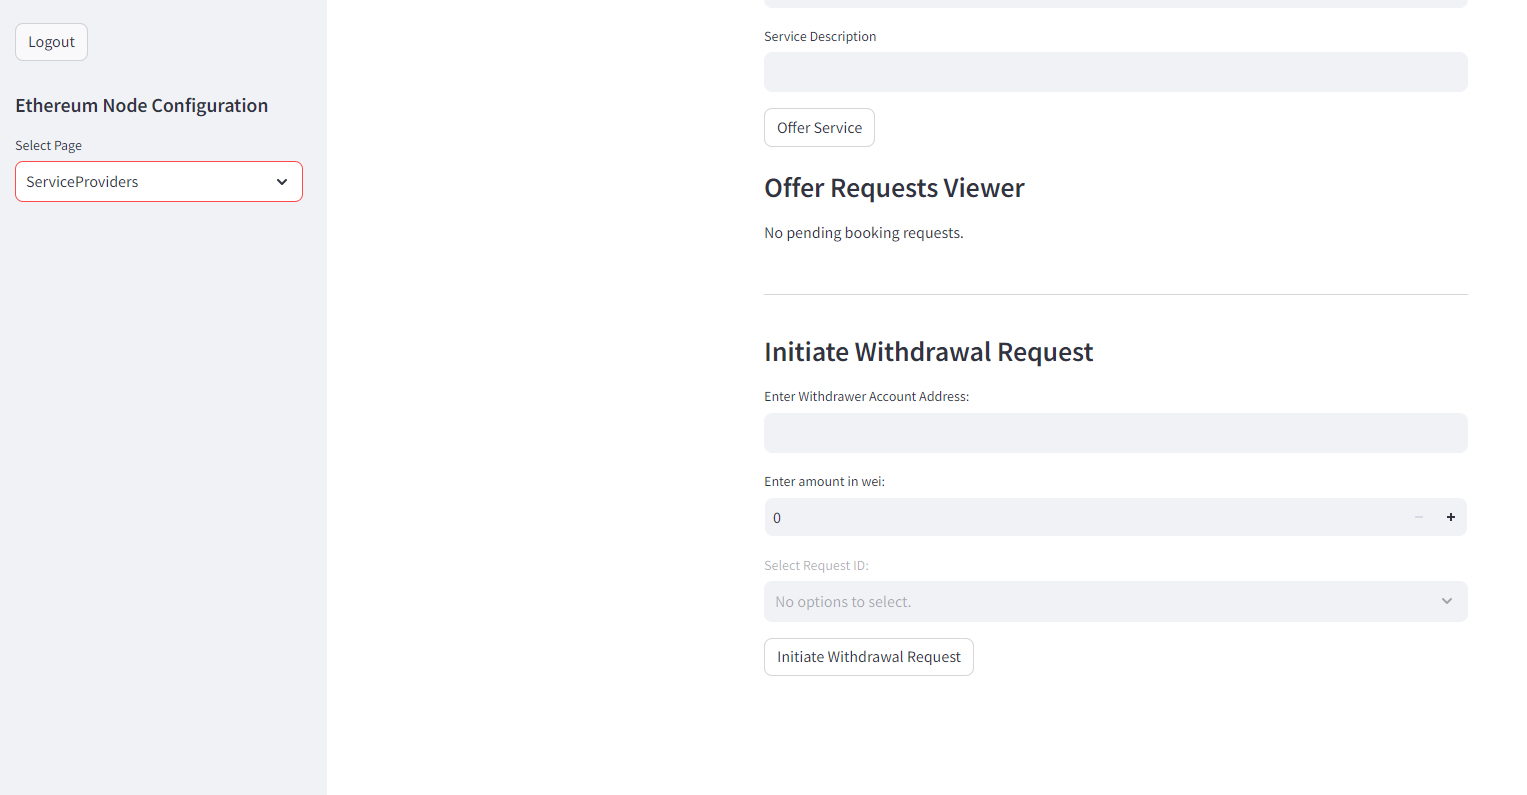 Logout
Ethereum Node Configuration
Select Page
ServiceProviders
Service Description
Offer Service
Offer Requests Viewer
No pending booking requests.
Initiate Withdrawal Request
Enter Withdrawer Account Address:
Enter amount in wei:
0
Select Request ID:
No options to select.
Initiate Withdrawal Request